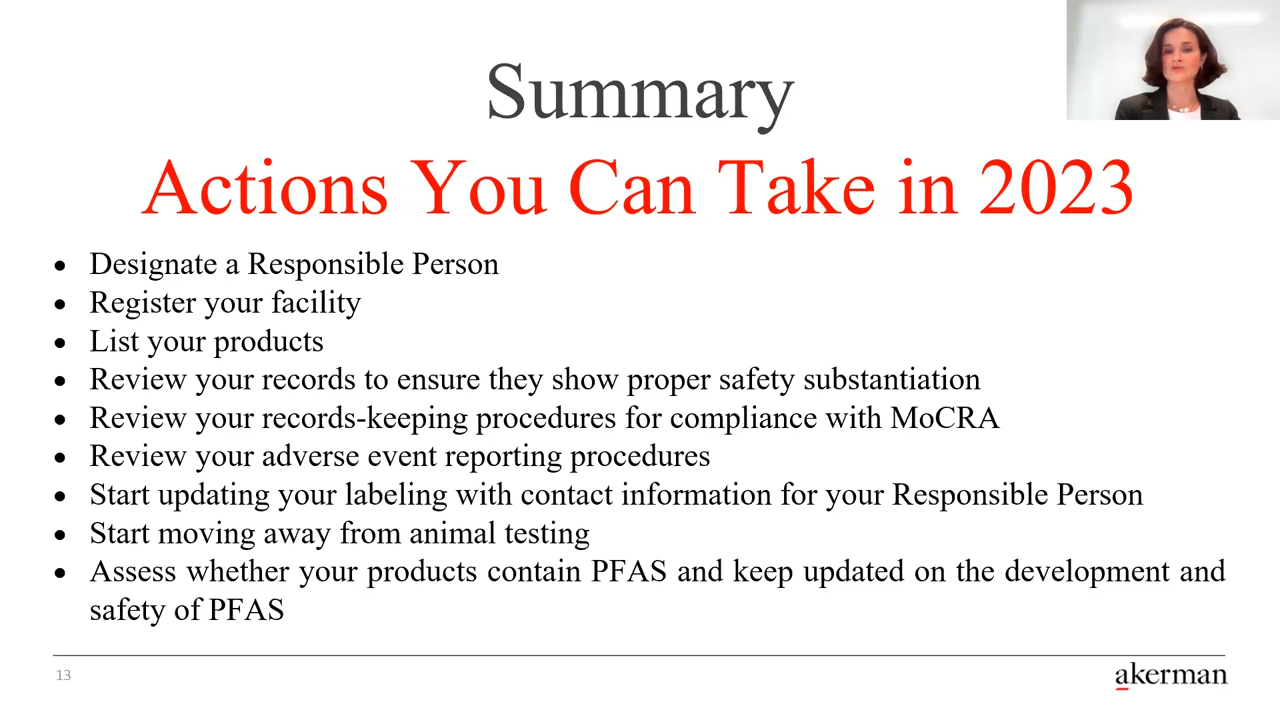 Summary
Actions You Can Take in 2023
• Designate a Responsible Person
• Register your facility
• List your products
• Review your records to ensure they show proper safety substantiation
• Review your records-keeping procedures for compliance with MoCRA
• Review your adverse event reporting procedures
• Start updating your labeling with contact information for your Responsible Person
• Start moving away from animal testing
• Assess whether your products contain PFAS and keep updated on the development and
safety of PFAS
13
akerman